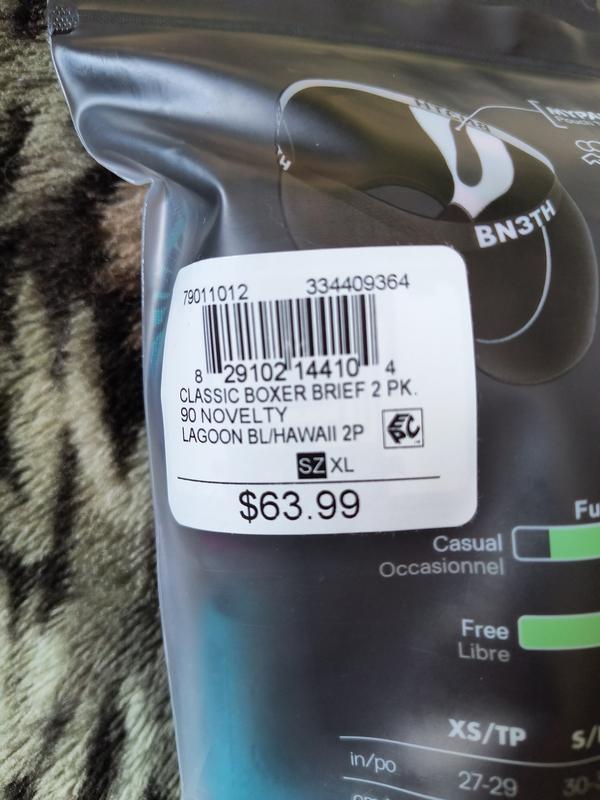 BN3TH
79011012 334409364
8 29102 14410 4
CLASSIC BOXER BRIEF 2 PK.
90 NOVELTY
LAGOON BL/HAWAII 2P
EPC
SZ XL
$63.99
Casual
Occasionnel
Free
Libre
XS/TP
in/po 27-29